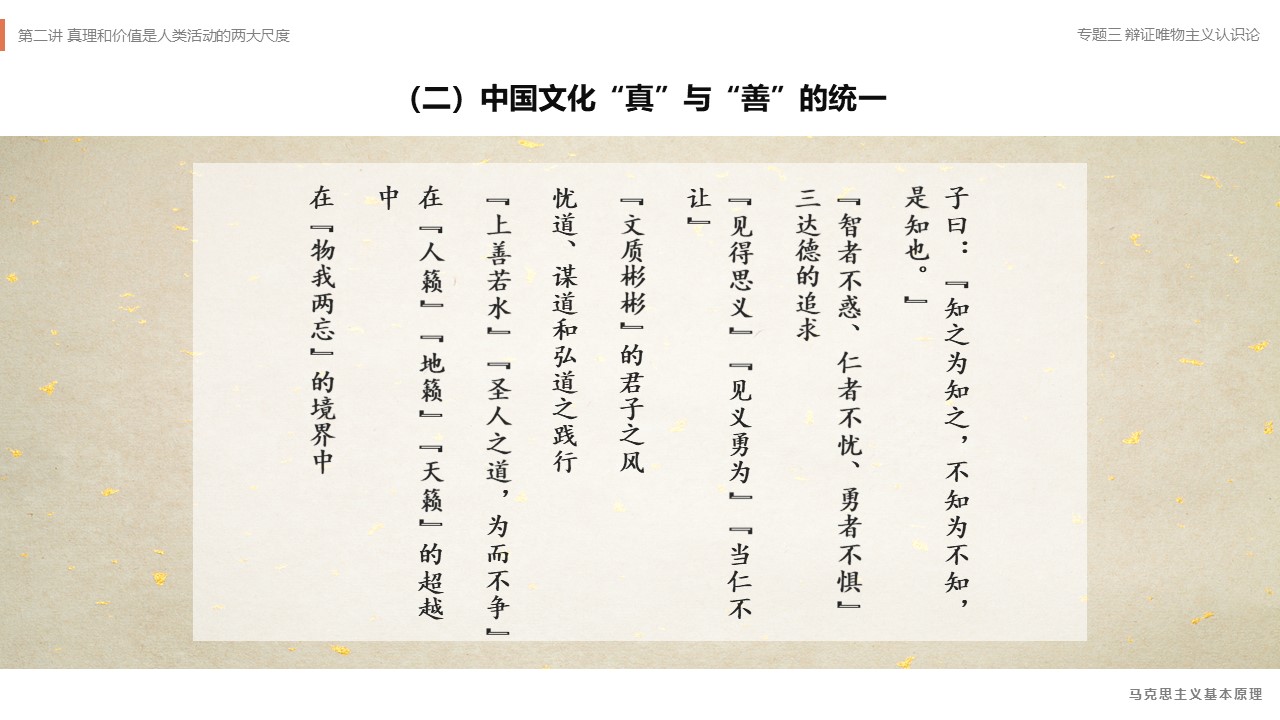 第二讲 真理和价值是人类活动的两大尺度
专题三 辩证唯物主义认识论
（二）中国文化“真”与“善”的统一
子曰：『知之为知之，不知为不知，
是知也。』
『智者不惑、仁者不忧、勇者不惧』
三达德的追求
『见得思义』『见义勇为』『当仁不
让』
『文质彬彬』的君子之风
忧道、谋道和弘道之践行
『上善若水』『圣人之道，为而不争』
在『人籁』『地籁』『天籁』的超越
中
在『物我两忘』的境界中
马克思主义基本原理